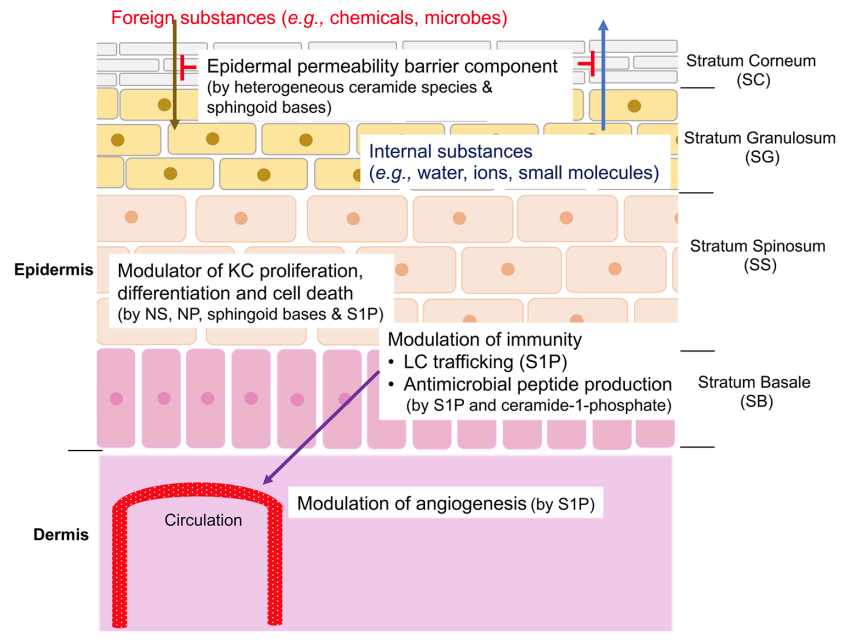 Foreign substances (e.g., chemicals, microbes)
Epidermal permeability barrier component
(by heterogeneous ceramide species &
sphingoid bases)
Stratum Corneum
(SC)
Internal substances
(e.g., water, ions, small molecules)
Stratum Granulosum
(SG)
Epidermis
Modulator of KC proliferation,
differentiation and cell death
(by NS, NP, sphingoid bases & S1P)
Stratum Spinosum
(SS)
Modulation of immunity
• LC trafficking (S1P)
• Antimicrobial peptide production
(by S1P and ceramide-1-phosphate)
Stratum Basale
(SB)
Modulation of angiogenesis (by S1P)
Circulation
Dermis